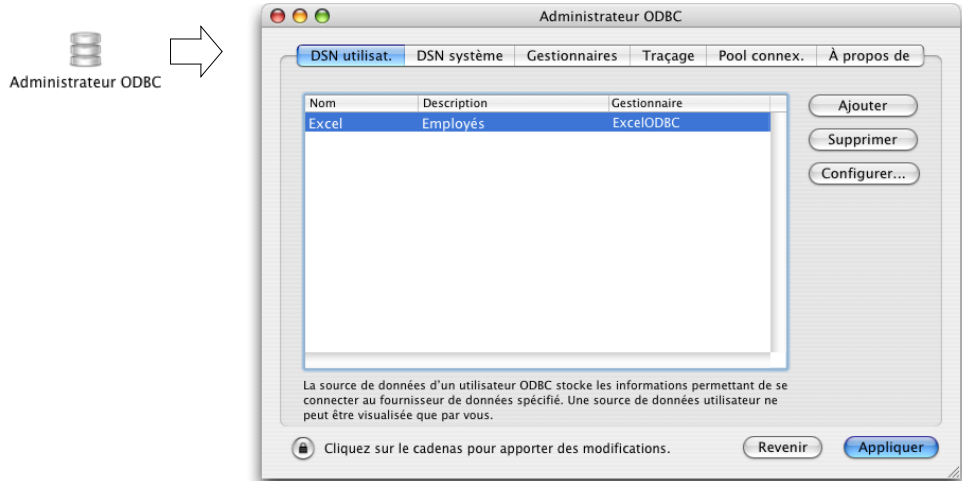 Administrateur ODBC
Administrateur ODBC
DSN utilisat. DSN système Gestionnaires Traçage Pool connex. À propos de
Nom Description Gestionnaire
Excel Employés ExcelODBC
Ajouter
Supprimer
Configurer...
La source de données d'un utilisateur ODBC stocke les informations permettant de se
connecter au fournisseur de données spécifié. Une source de données utilisateur ne
peut être visualisée que par vous.
Cliquez sur le cadenas pour apporter des modifications.
Revenir Appliquer